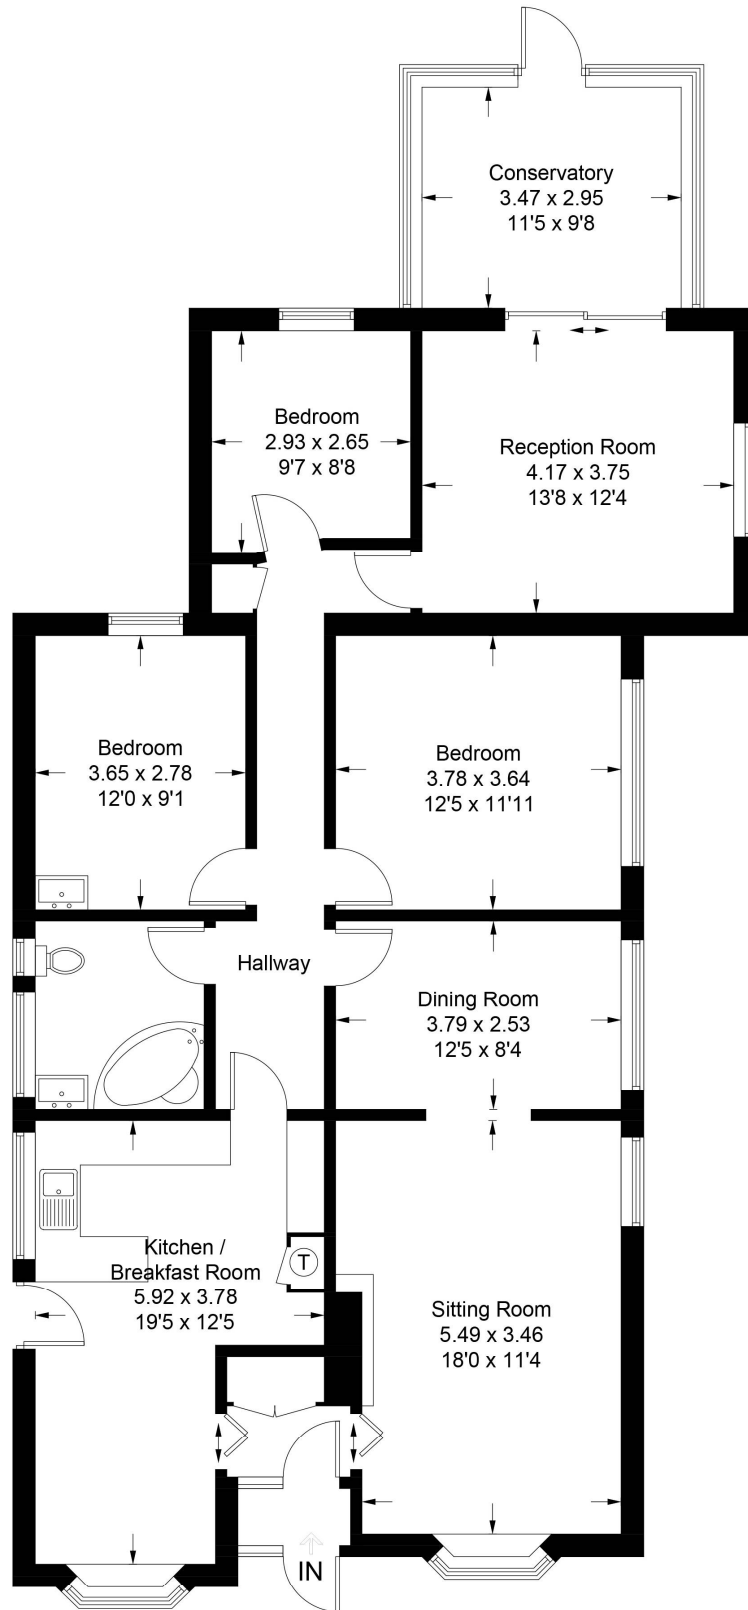 Conservatory
3.47 x 2.95
11'5 x 9'8
Bedroom
2.93 x 2.65
9'7 x 8'8
Reception Room
4.17 x 3.75
13'8 x 12'4
Bedroom
3.65 x 2.78
12'0 x 9'1
Bedroom
3.78 x 3.64
12'5 x 11'11
Hallway
Dining Room
3.79 x 2.53
12'5 x 8'4
Kitchen /
Breakfast Room
5.92 x 3.78
19'5 x 12'5
T
Sitting Room
5.49 x 3.46
18'0 x 11'4
IN